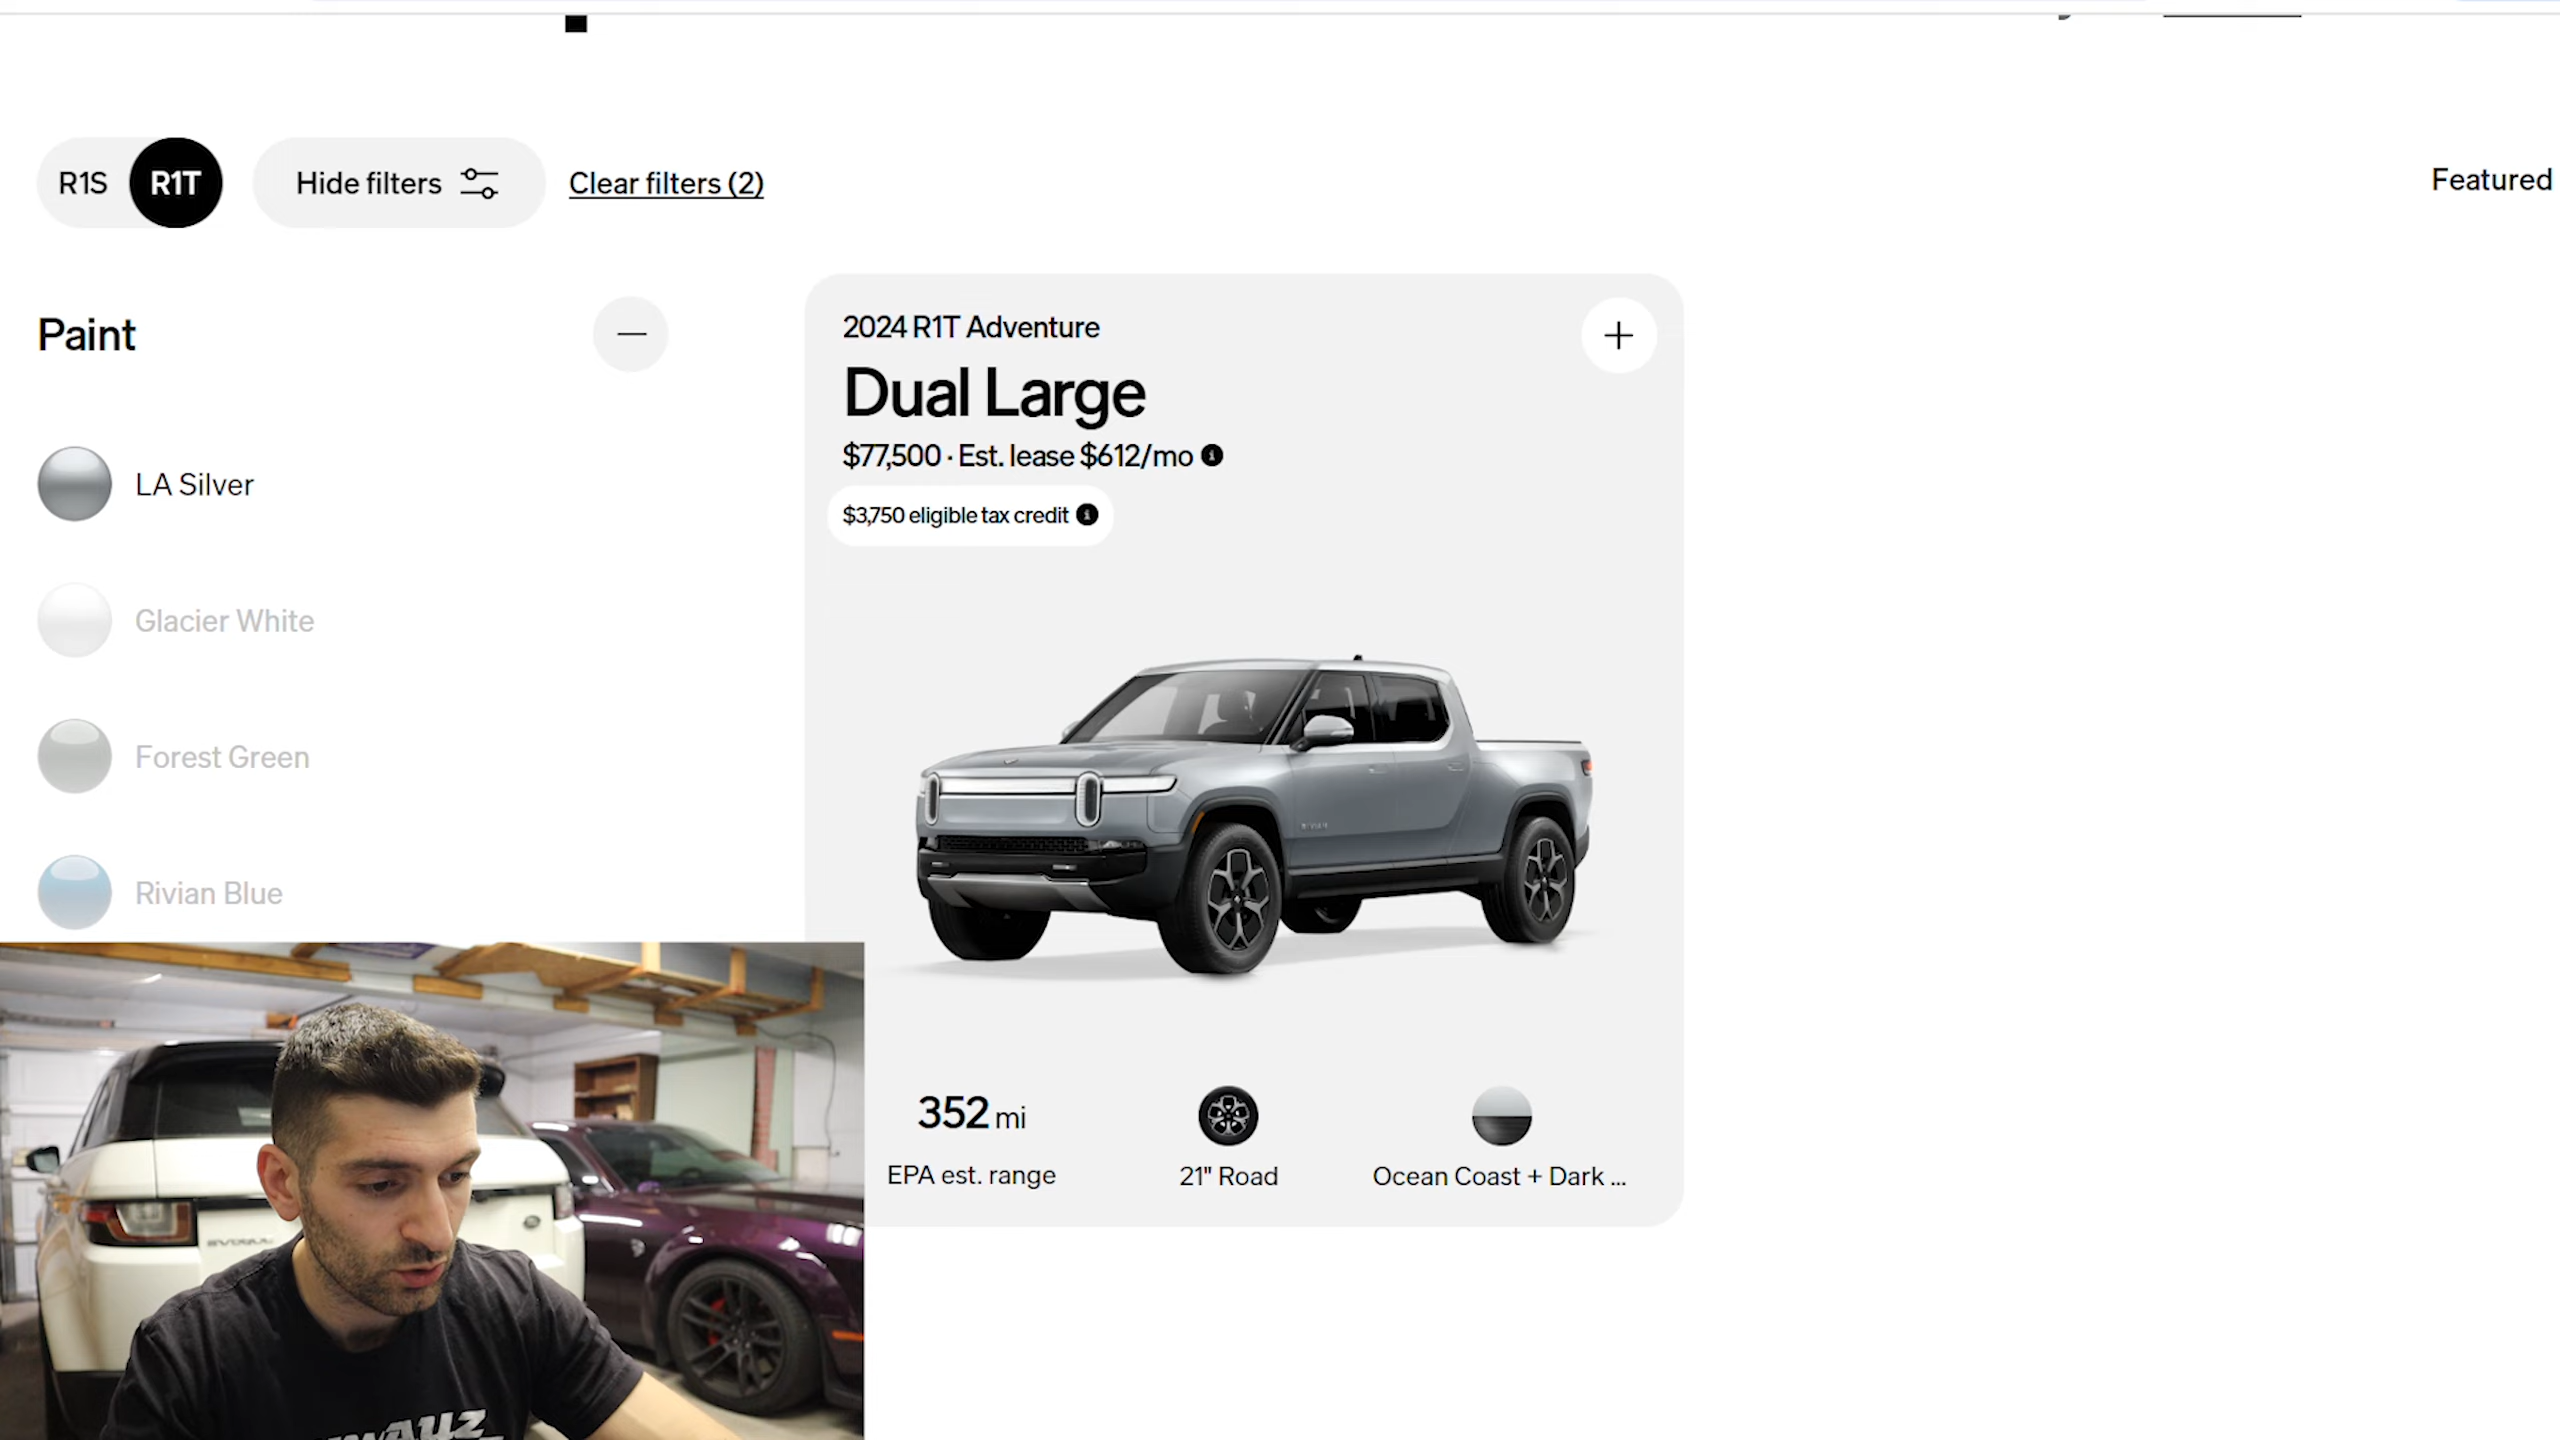 R1S R1T Hide filters Clear filters (2) Featured
Paint
LA Silver
Glacier White
Forest Green
Rivian Blue
2024 R1T Adventure
Dual Large
$77,500 · Est. lease $612/mo
$3,750 eligible tax credit
352 mi
EPA est. range
21" Road
Ocean Coast + Dark ...
EVOQUE